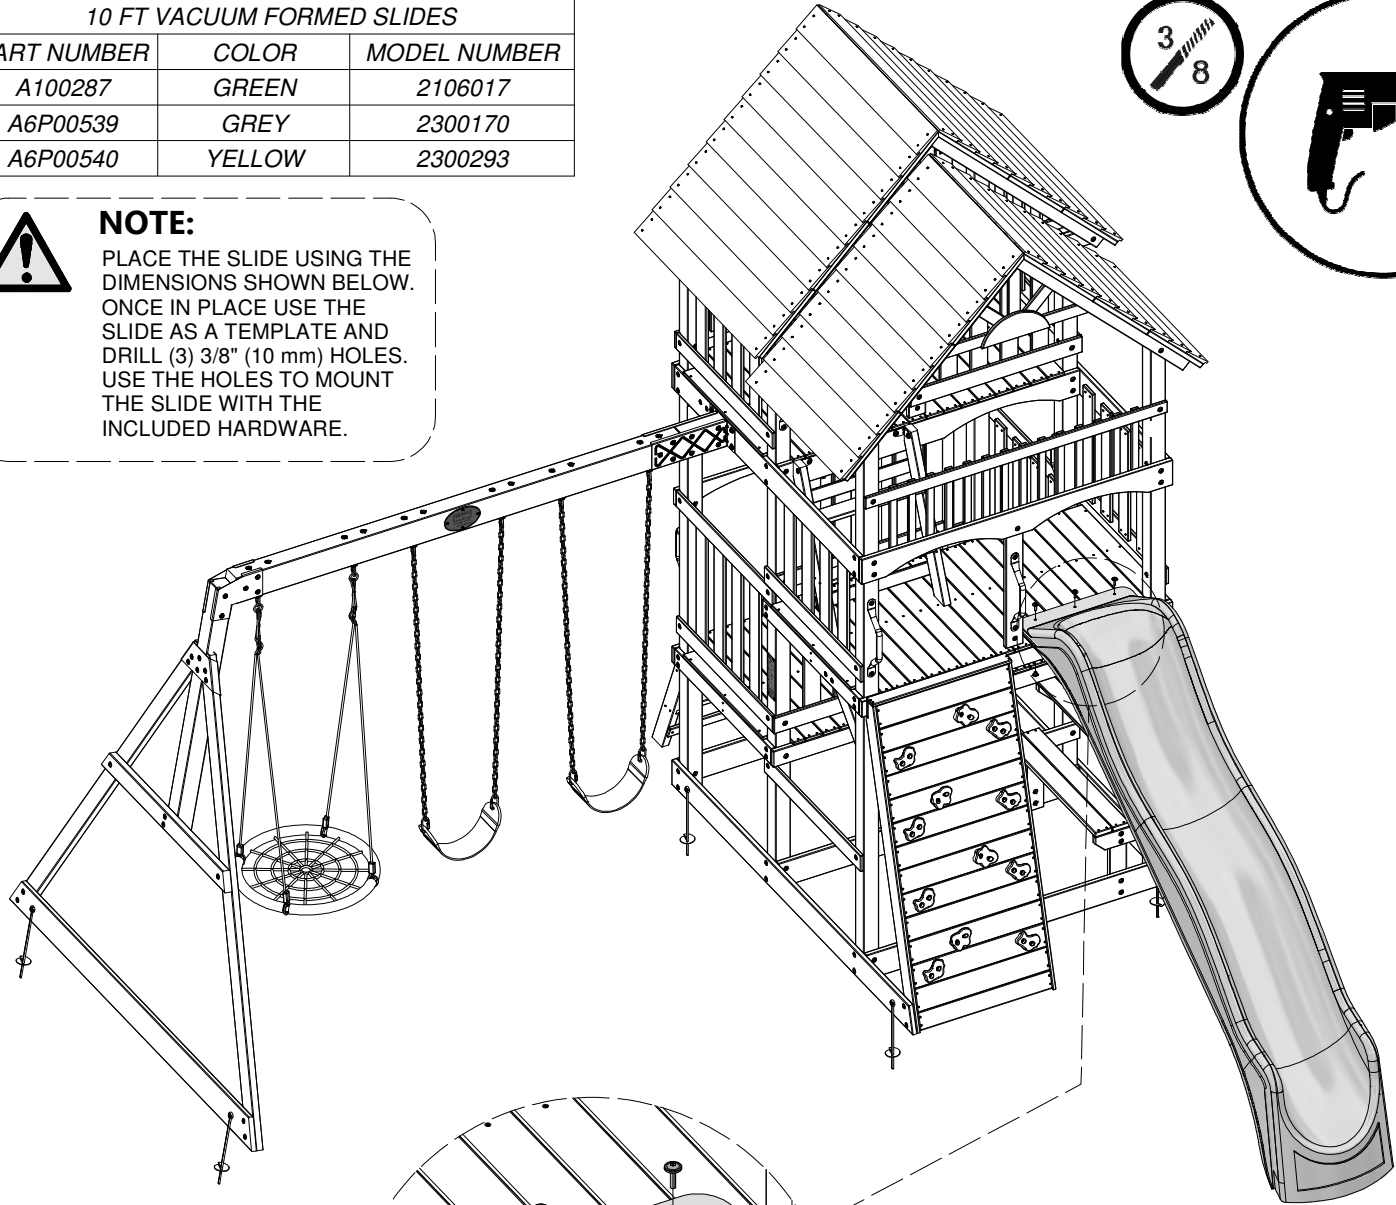 10 FT VACUUM FORMED SLIDES
ART NUMBER COLOR MODEL NUMBER
A100287 GREEN 2106017
A6P00539 GREY 2300170
A6P00540 YELLOW 2300293
NOTE:
PLACE THE SLIDE USING THE
DIMENSIONS SHOWN BELOW.
ONCE IN PLACE USE THE
SLIDE AS A TEMPLATE AND
DRILL (3) 3/8" (10 mm) HOLES.
USE THE HOLES TO MOUNT
THE SLIDE WITH THE
INCLUDED HARDWARE.
3
8